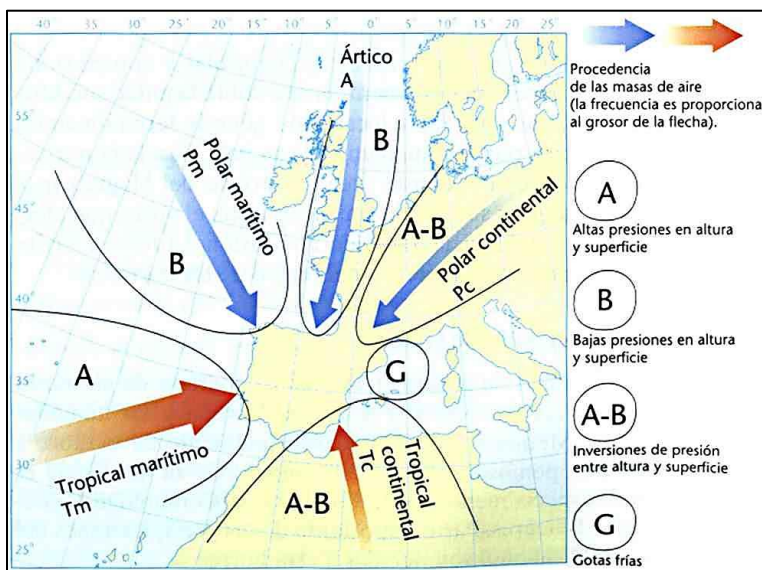 40 35 30 25 20 15 10 5 0° 5 10 15 20 25
Ártico
A
55°
B
Polar marítimo
Pm
B
45°
A-B
Polar continental
Pc
40°
A
35°
G
30°
Tropical marítimo
Tm
25°
A-B
Tropical
continental
Tc
Procedencia
de las masas de aire
(la frecuencia es proporciona
al grosor de la flecha).
A
Altas presiones en altura
y superficie
B
Bajas presiones en altura
y superficie
A-B
Inversiones de presión
entre altura y superficie
G
Gotas frías